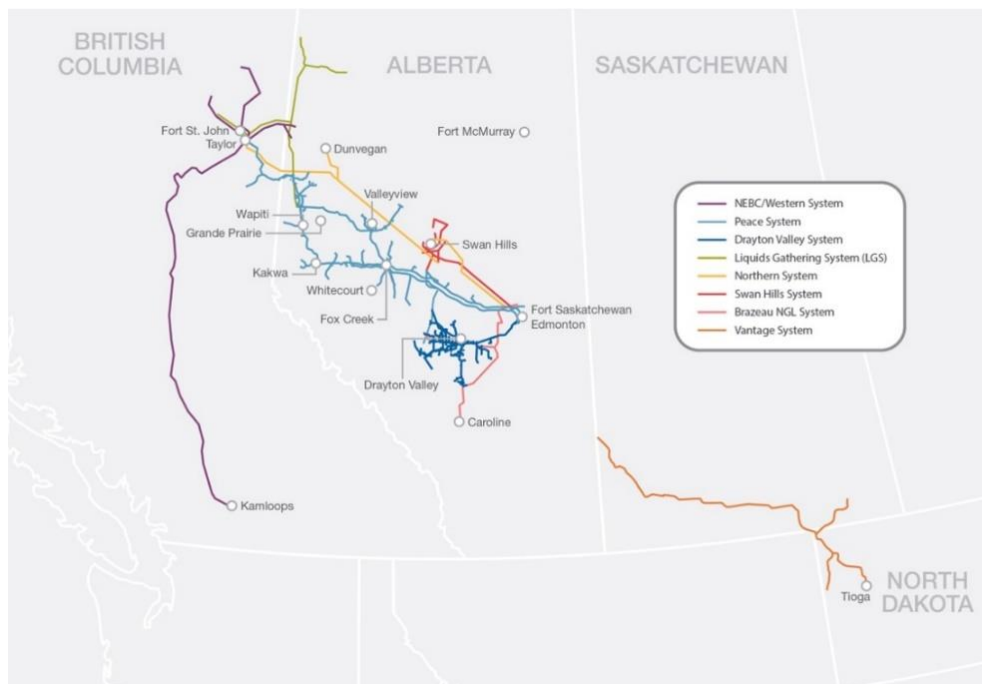 BRITISH
COLUMBIA
ALBERTA
SASKATCHEWAN
Fort St. John
Taylor
Fort McMurray
Dunvegan
Valleyview
Wapiti
Grande Prairie
Swan Hills
Kakwa
Whitecourt
Fox Creek
Fort Saskatchewan
Edmonton
Drayton Valley
Caroline
Kamloops
NEBC/Western System
Peace System
Drayton Valley System
Liquids Gathering System (LGS)
Northern System
Swan Hills System
Brazeau NGL System
Vantage System
NORTH
DAKOTA
Tioga